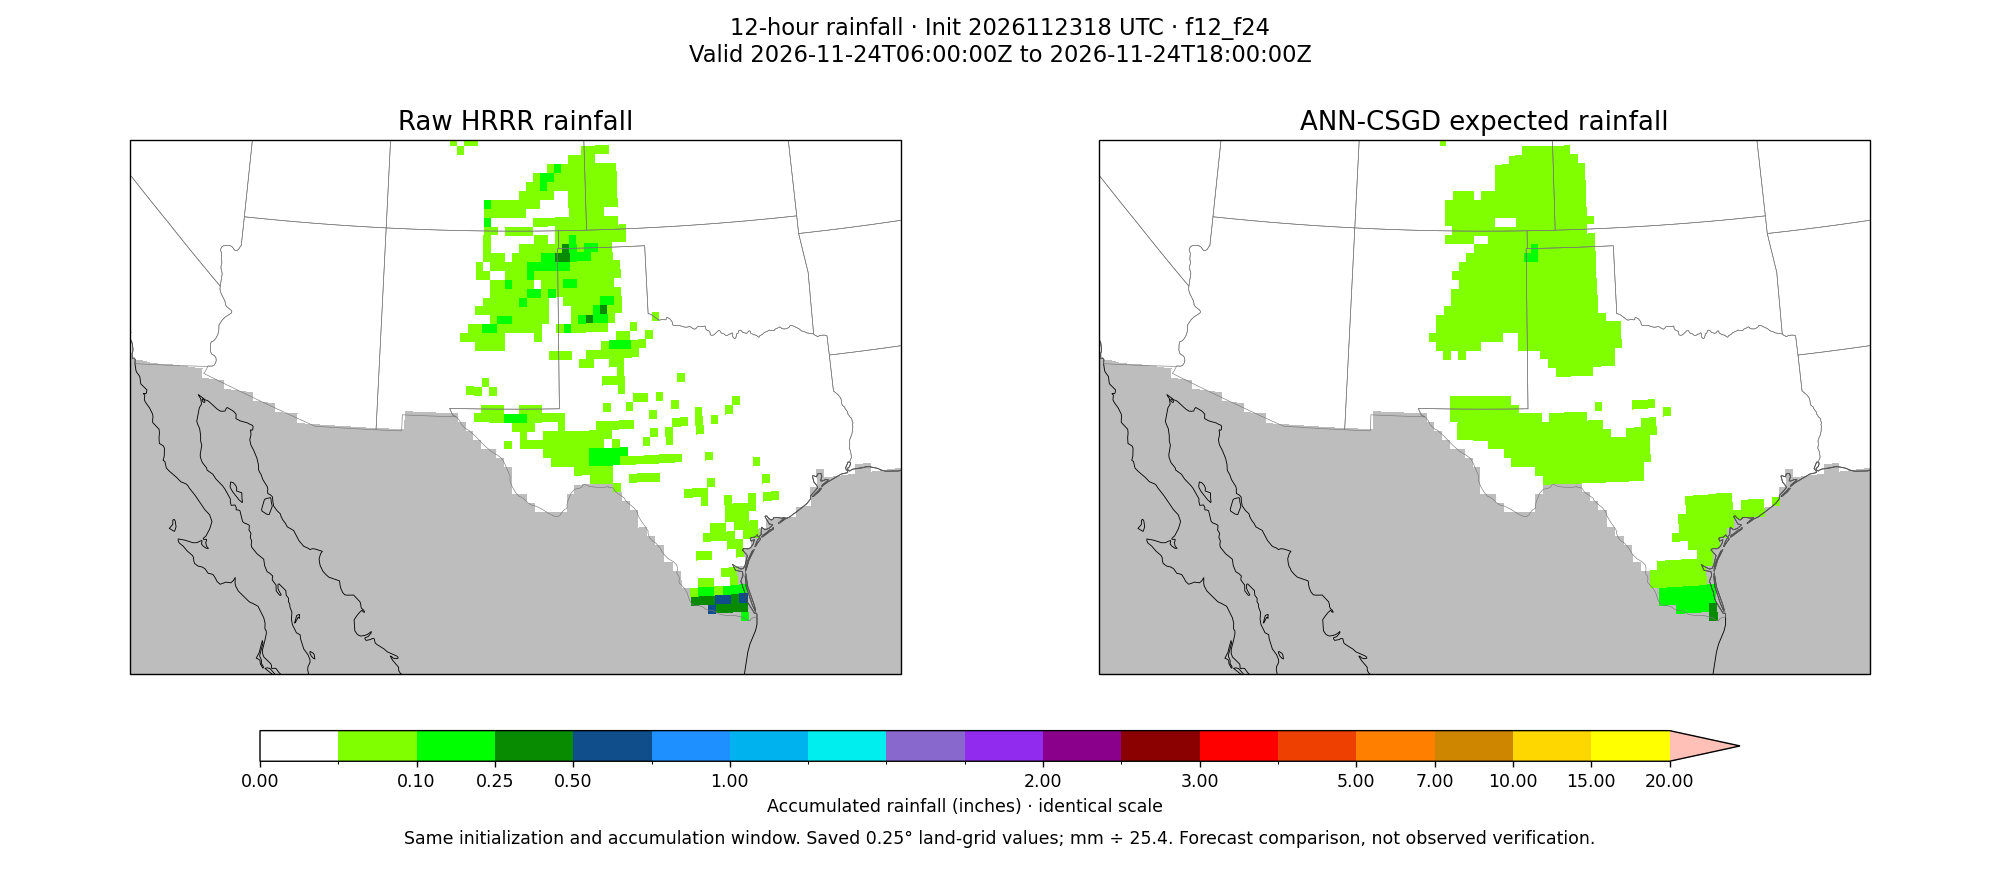 12-hour rainfall · Init 2026112318 UTC · f12_f24
Valid 2026-11-24T06:00:00Z to 2026-11-24T18:00:00Z
Raw HRRR rainfall
ANN-CSGD expected rainfall
0.00 0.10 0.25 0.50 1.00 2.00 3.00 5.00 7.00 10.00 15.00 20.00
Accumulated rainfall (inches) · identical scale
Same initialization and accumulation window. Saved 0.25° land-grid values; mm ÷ 25.4. Forecast comparison, not observed verification.